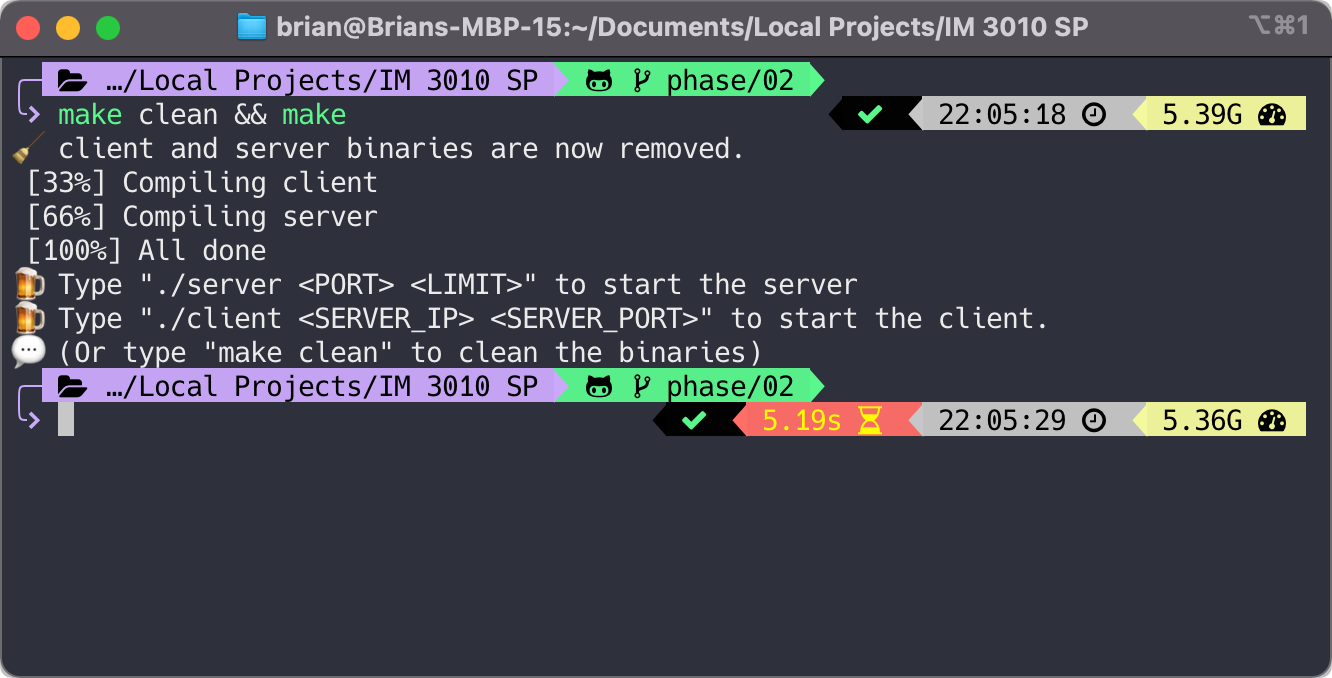 brian@Brians-MBP-15:~/Documents/Local Projects/IM 3010 SP ⌥⌘1
…/Local Projects/IM 3010 SP phase/02
make clean && make 22:05:18 5.39G
client and server binaries are now removed.
[33%] Compiling client
[66%] Compiling server
[100%] All done
Type "./server <PORT> <LIMIT>" to start the server
Type "./client <SERVER_IP> <SERVER_PORT>" to start the client.
(Or type "make clean" to clean the binaries)
…/Local Projects/IM 3010 SP phase/02
5.19s 22:05:29 5.36G